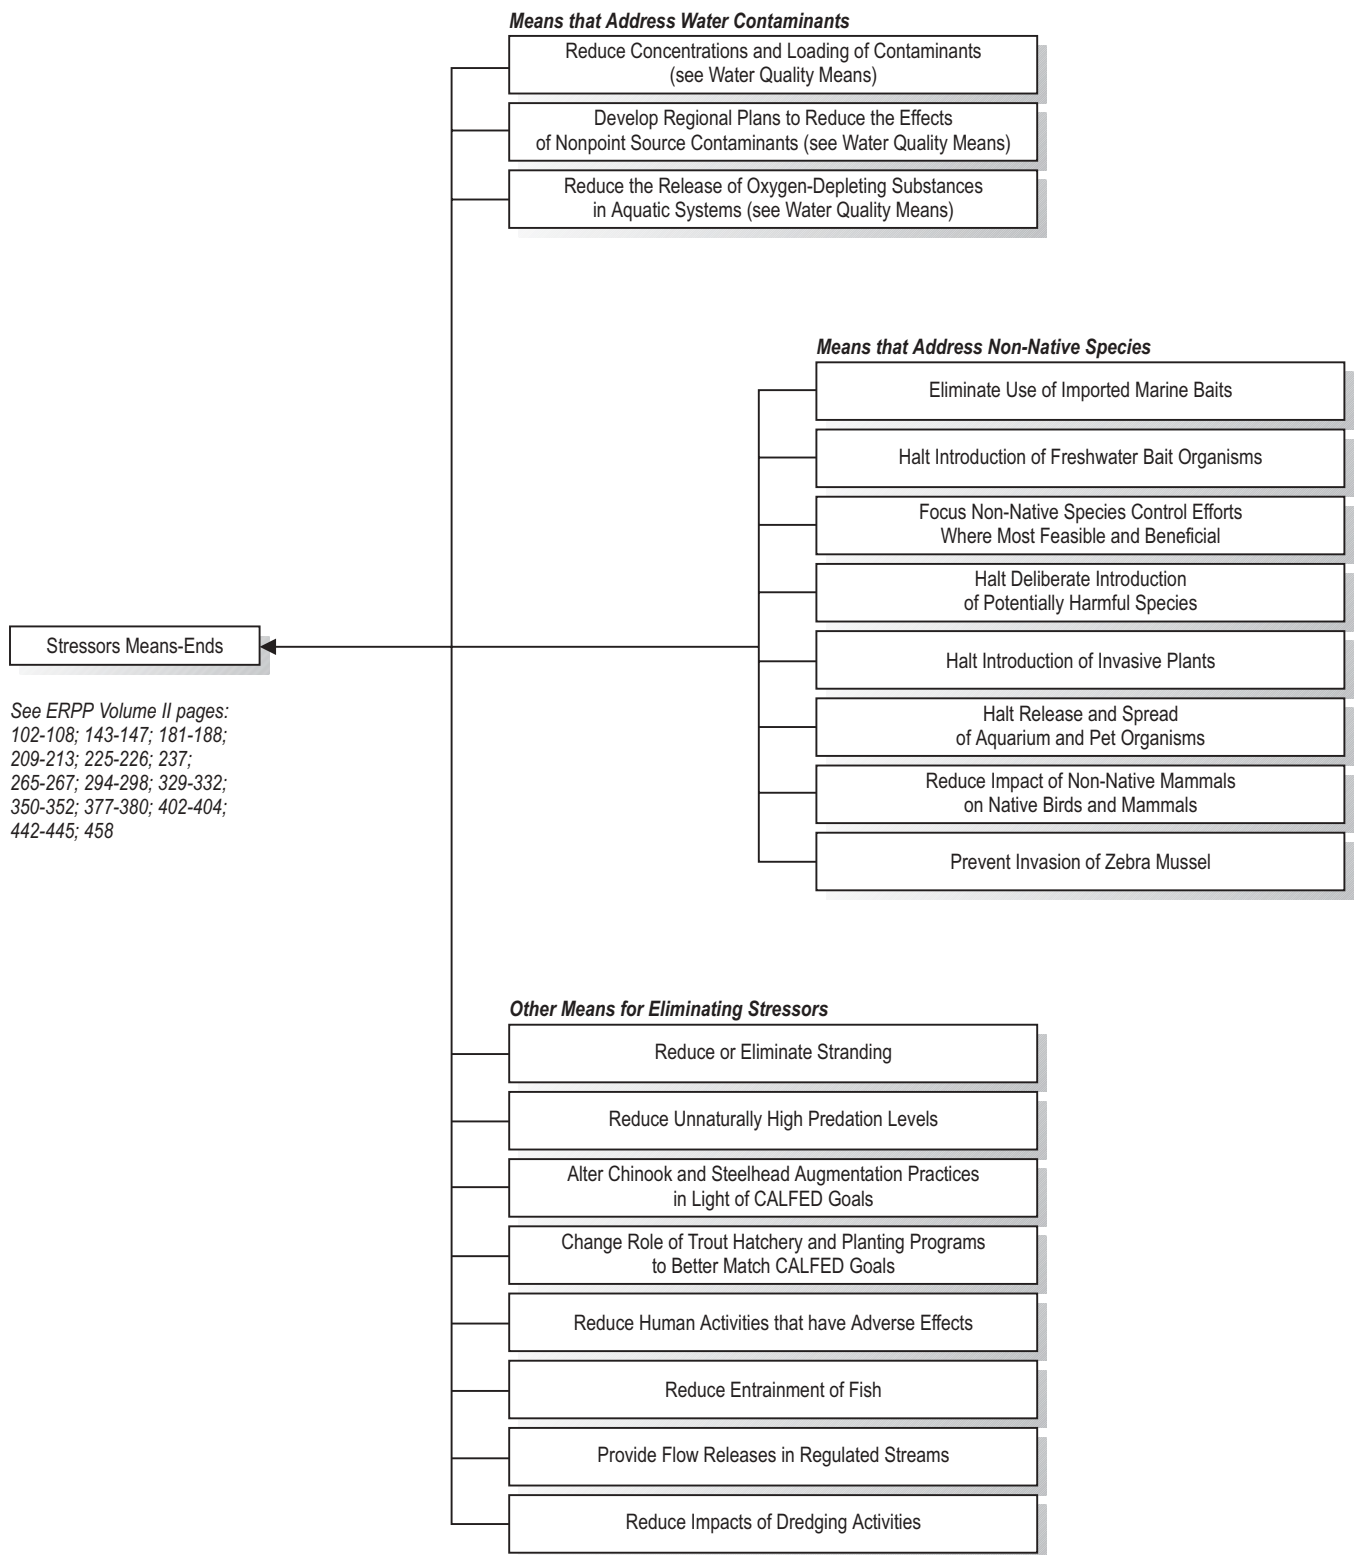 Means that Address Water Contaminants
Reduce Concentrations and Loading of Contaminants
(see Water Quality Means)
Develop Regional Plans to Reduce the Effects
of Nonpoint Source Contaminants (see Water Quality Means)
Reduce the Release of Oxygen-Depleting Substances
in Aquatic Systems (see Water Quality Means)
Means that Address Non-Native Species
Eliminate Use of Imported Marine Baits
Halt Introduction of Freshwater Bait Organisms
Focus Non-Native Species Control Efforts
Where Most Feasible and Beneficial
Halt Deliberate Introduction
of Potentially Harmful Species
Halt Introduction of Invasive Plants
Halt Release and Spread
of Aquarium and Pet Organisms
Reduce Impact of Non-Native Mammals
on Native Birds and Mammals
Prevent Invasion of Zebra Mussel
Stressors Means-Ends
See ERPP Volume II pages:
102-108; 143-147; 181-188;
209-213; 225-226; 237;
265-267; 294-298; 329-332;
350-352; 377-380; 402-404;
442-445; 458
Other Means for Eliminating Stressors
Reduce or Eliminate Stranding
Reduce Unnaturally High Predation Levels
Alter Chinook and Steelhead Augmentation Practices
in Light of CALFED Goals
Change Role of Trout Hatchery and Planting Programs
to Better Match CALFED Goals
Reduce Human Activities that have Adverse Effects
Reduce Entrainment of Fish
Provide Flow Releases in Regulated Streams
Reduce Impacts of Dredging Activities